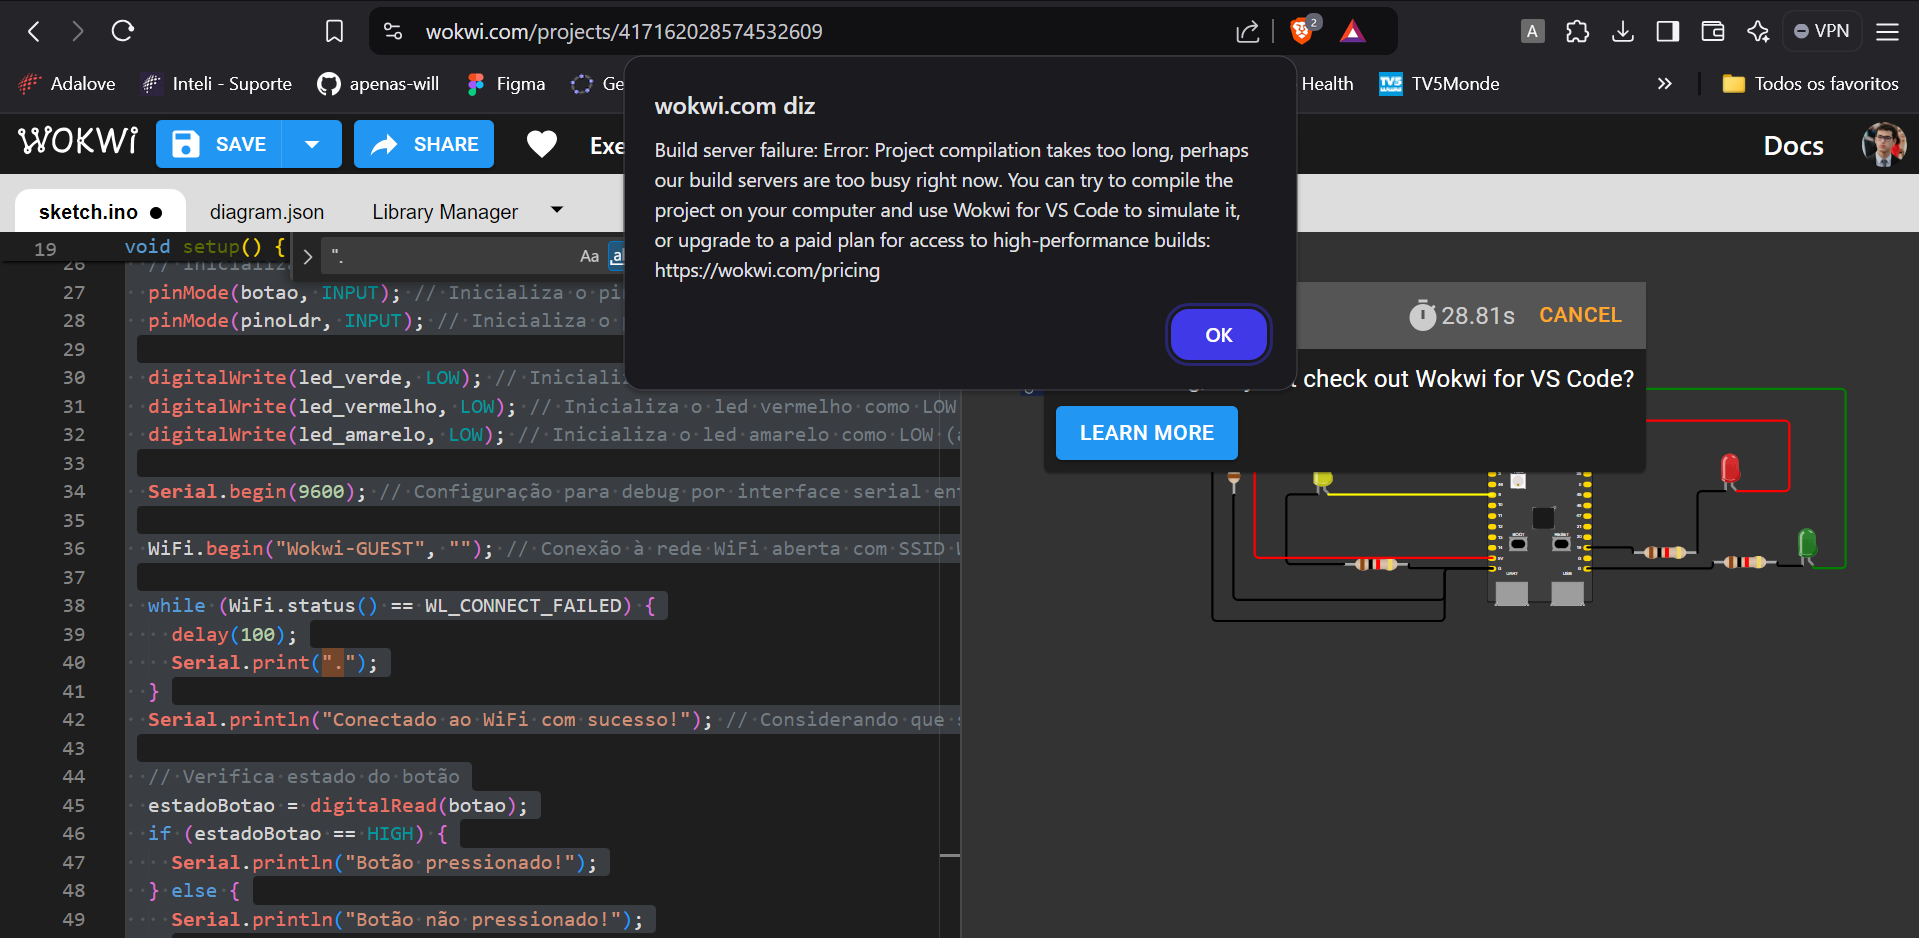 wokwi.com/projects/417162028574532609
2
A
VPN
Adalove
Inteli - Suporte
apenas-will
Figma
Ge
Health
TV5
TV5Monde
»
Todos os favoritos
wokwi.com diz
Build server failure: Error: Project compilation takes too long, perhaps
our build servers are too busy right now. You can try to compile the
project on your computer and use Wokwi for VS Code to simulate it,
or upgrade to a paid plan for access to high-performance builds:
https://wokwi.com/pricing
OK
WOKWi
SAVE
SHARE
Exe
Docs
sketch.ino ●
diagram.json
Library Manager
".
Aa
28.81s
CANCEL
check out Wokwi for VS Code?
LEARN MORE
19 void setup() {
26 // Inicializ
27 pinMode(botao, INPUT); // Inicializa o pi
28 pinMode(pinoLdr, INPUT); // Inicializa o
29
30 digitalWrite(led_verde, LOW); // Iniciali
31 digitalWrite(led_vermelho, LOW); // Inicializa o led vermelho como LOW
32 digitalWrite(led_amarelo, LOW); // Inicializa o led amarelo como LOW (a
33
34 Serial.begin(9600); // Configuração para debug por interface serial en
35
36 WiFi.begin("Wokwi-GUEST", ""); // Conexão à rede WiFi aberta com SSID W
37
38 while (WiFi.status() == WL_CONNECT_FAILED) {
39 delay(100);
40 Serial.print(".");
41 }
42 Serial.println("Conectado ao WiFi com sucesso!"); // Considerando que s
43
44 // Verifica estado do botão
45 estadoBotao = digitalRead(botao);
46 if (estadoBotao == HIGH) {
47 Serial.println("Botão pressionado!");
48 } else {
49 Serial.println("Botão não pressionado!");